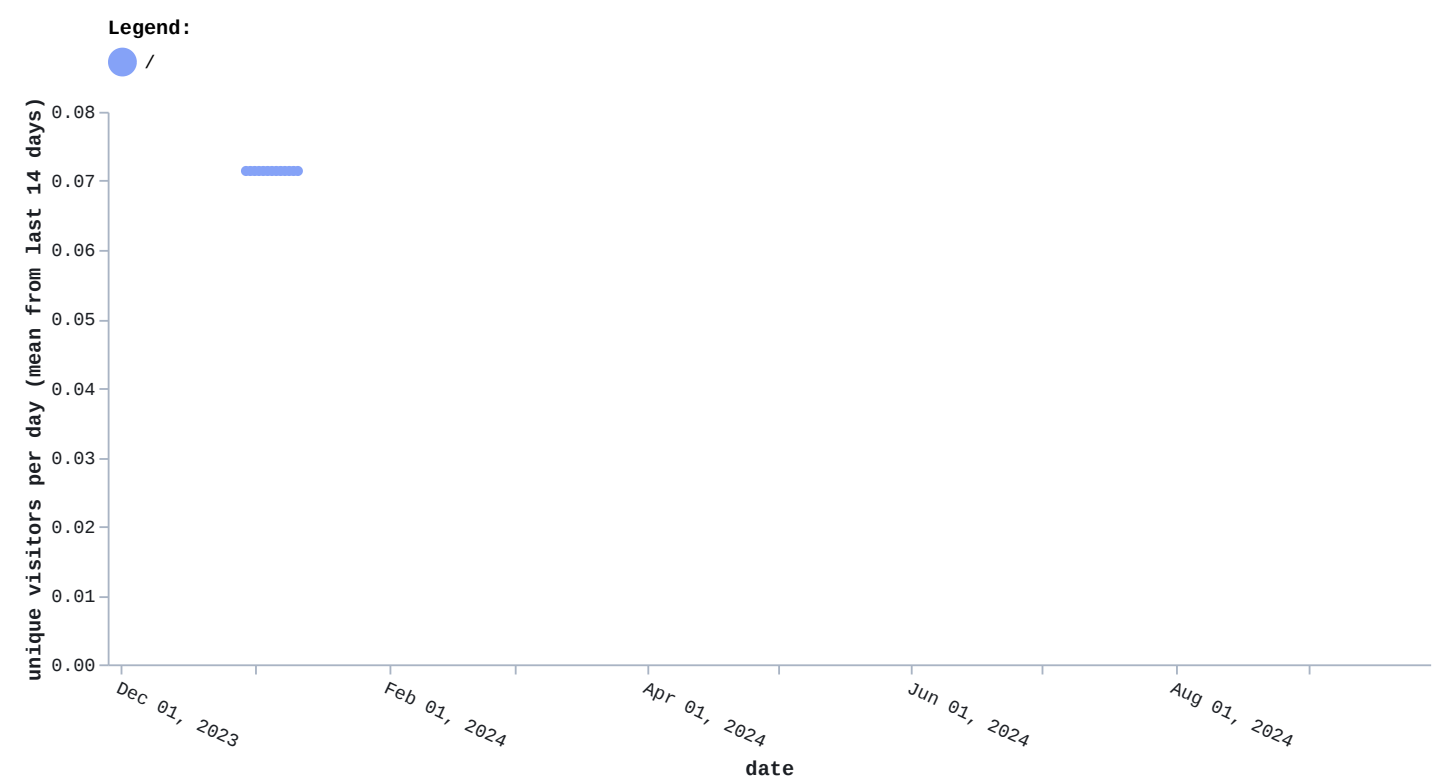 Legend:
/
unique visitors per day (mean from last 14 days)
0.08
0.07
0.06
0.05
0.04
0.03
0.02
0.01
0.00
Dec 01, 2023
Feb 01, 2024
Apr 01, 2024
Jun 01, 2024
Aug 01, 2024
date